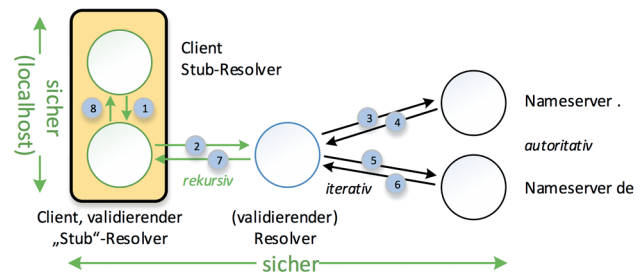 sicher
(localhost)
Client
Stub-Resolver
8
1
2
7
rekursiv
3
4
5
6
iterativ
Nameserver .
autoritativ
Nameserver de
Client, validierender
„Stub“-Resolver
(validierender)
Resolver
sicher